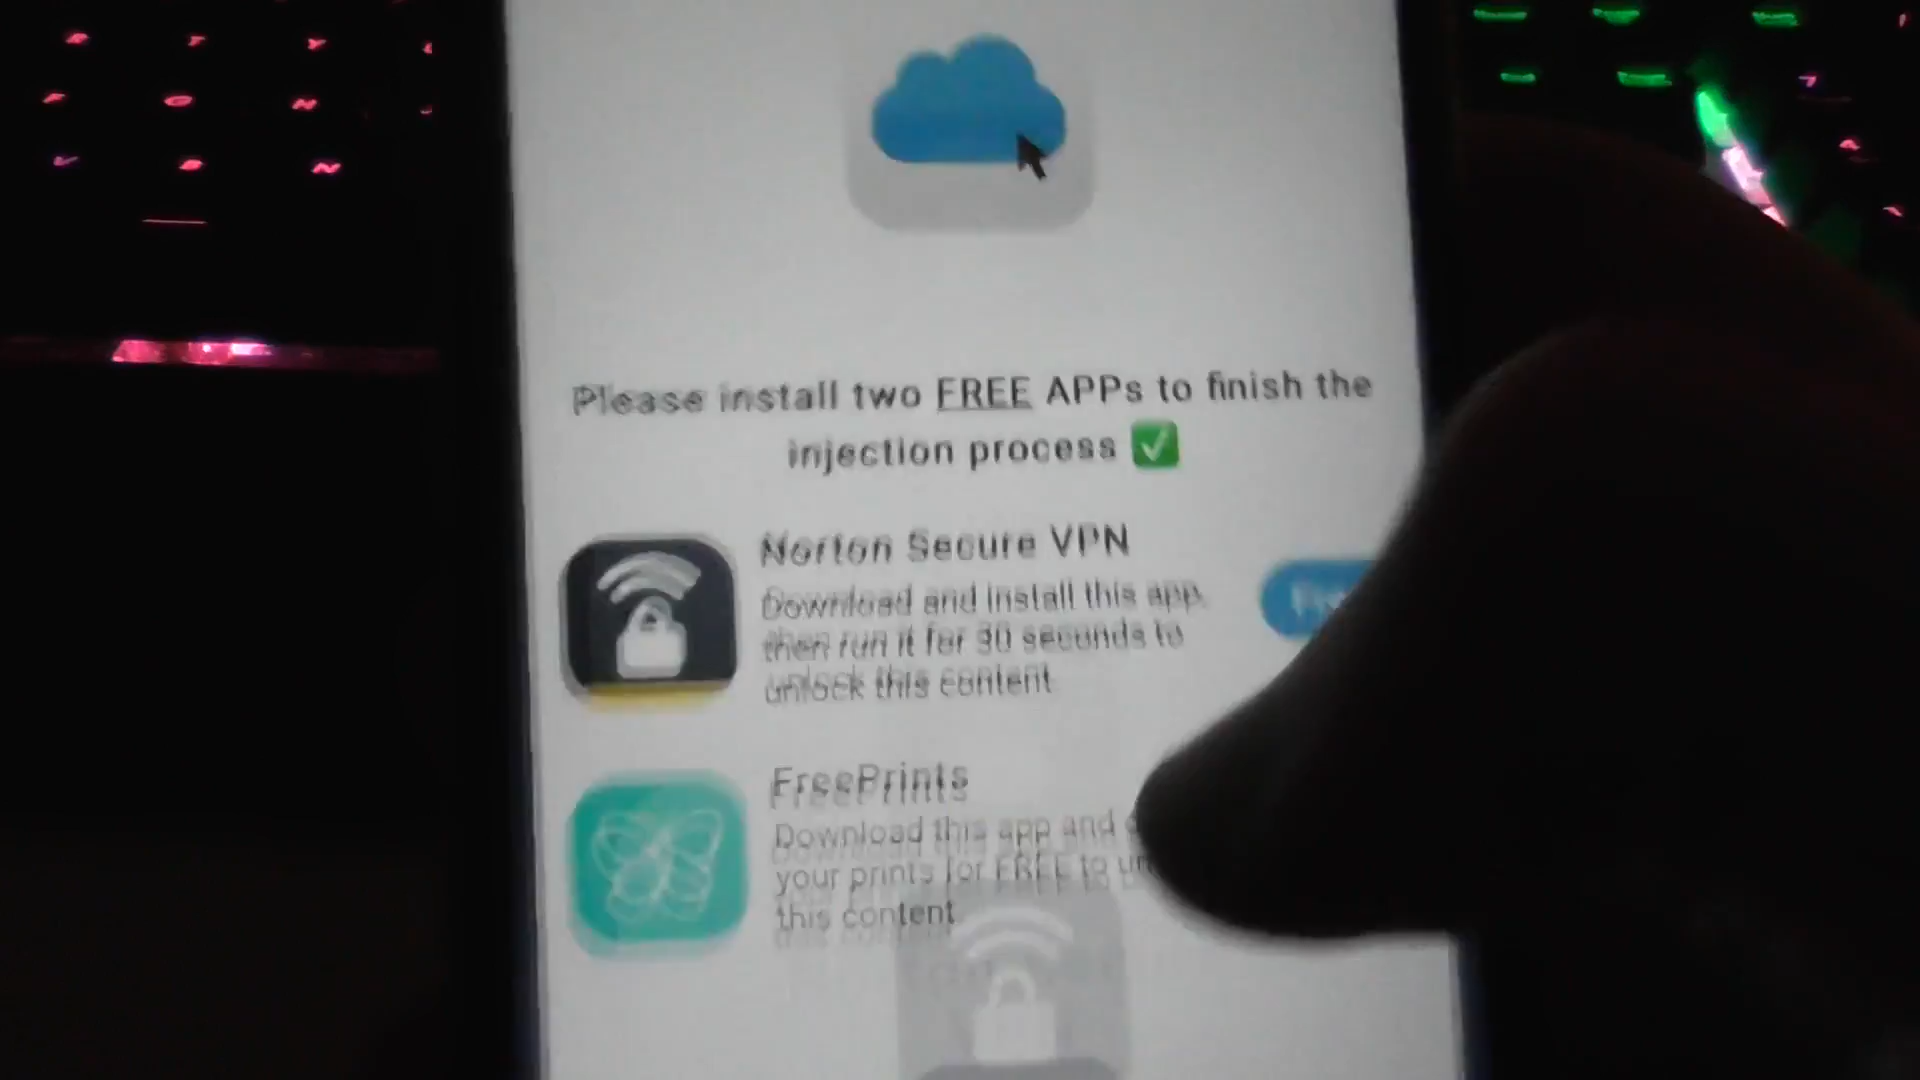 Please install two FREE APPs to finish the
injection process ✅
Norton Secure VPN
Download and install this app,
then run it for 30 seconds to
unlock this content
FreePrints
Download this app and
your prints for FREE to
this content